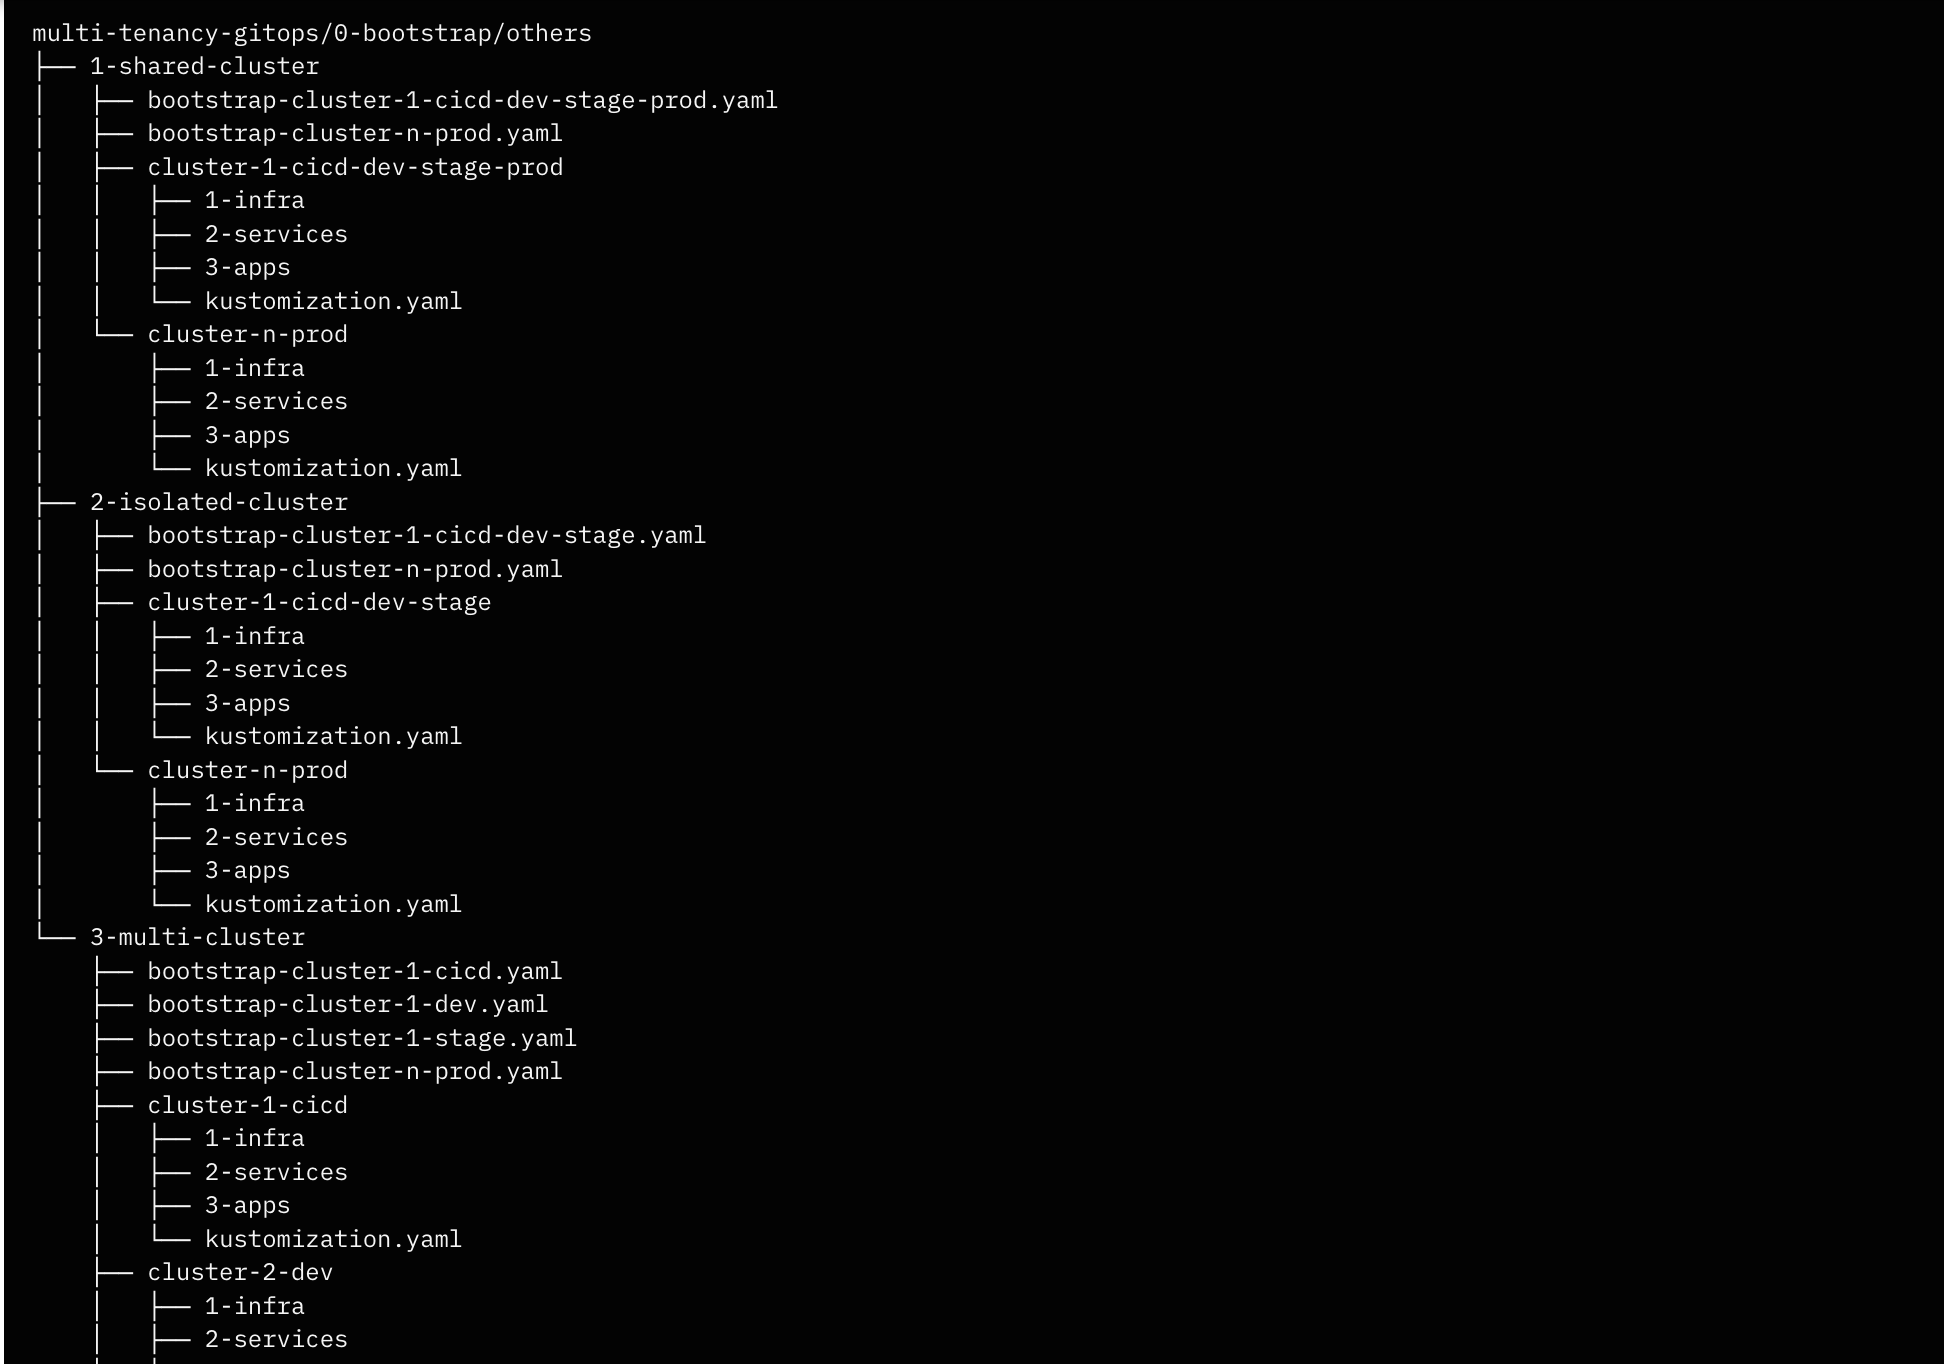 multi-tenancy-gitops/0-bootstrap/others
├── 1-shared-cluster
│   ├── bootstrap-cluster-1-cicd-dev-stage-prod.yaml
│   ├── bootstrap-cluster-n-prod.yaml
│   ├── cluster-1-cicd-dev-stage-prod
│   │   ├── 1-infra
│   │   ├── 2-services
│   │   ├── 3-apps
│   │   └── kustomization.yaml
│   └── cluster-n-prod
│       ├── 1-infra
│       ├── 2-services
│       ├── 3-apps
│       └── kustomization.yaml
├── 2-isolated-cluster
│   ├── bootstrap-cluster-1-cicd-dev-stage.yaml
│   ├── bootstrap-cluster-n-prod.yaml
│   ├── cluster-1-cicd-dev-stage
│   │   ├── 1-infra
│   │   ├── 2-services
│   │   ├── 3-apps
│   │   └── kustomization.yaml
│   └── cluster-n-prod
│       ├── 1-infra
│       ├── 2-services
│       ├── 3-apps
│       └── kustomization.yaml
└── 3-multi-cluster
    ├── bootstrap-cluster-1-cicd.yaml
    ├── bootstrap-cluster-1-dev.yaml
    ├── bootstrap-cluster-1-stage.yaml
    ├── bootstrap-cluster-n-prod.yaml
    ├── cluster-1-cicd
    │   ├── 1-infra
    │   ├── 2-services
    │   ├── 3-apps
    │   └── kustomization.yaml
    ├── cluster-2-dev
    │   ├── 1-infra
    │   ├── 2-services